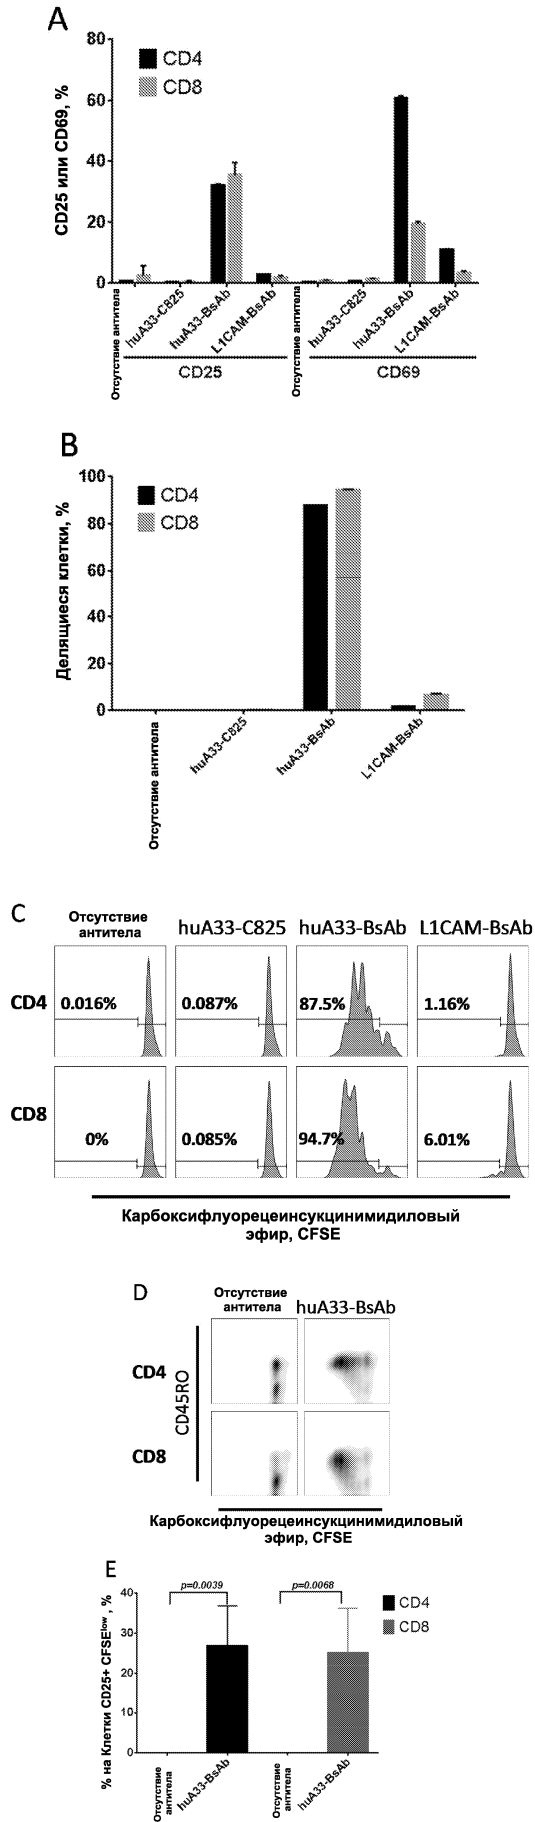 A
CD25 или CD69, %
80
60
40
20
0
CD4
CD8
Отсутствие антитела
huA33-C825
huA33-BsAb
L1CAM-BsAb
Отсутствие антитела
huA33-C825
huA33-BsAb
L1CAM-BsAb
CD25
CD69
B
Делящиеся клетки, %
100
80
60
40
20
0
CD4
CD8
Отсутствие антитела
huA33-C825
huA33-BsAb
L1CAM-BsAb
C
Отсутствие
антитела
huA33-C825
huA33-BsAb
L1CAM-BsAb
CD4
0.016%
0.087%
87.5%
1.16%
CD8
0%
0.085%
94.7%
6.01%
Карбоксифлуорецеинсукцинимидиловый
эфир, CFSE
D
Отсутствие
антитела
huA33-BsAb
CD4
CD45RO
CD8
Карбоксифлуорецеинсукцинимидиловый
эфир, CFSE
E
% на Клетки CD25+ CFSElow, %
40
30
20
10
0
p=0.0039
p=0.0068
CD4
CD8
Отсутствие
антитела
huA33-BsAb
Отсутствие
антитела
huA33-BsAb